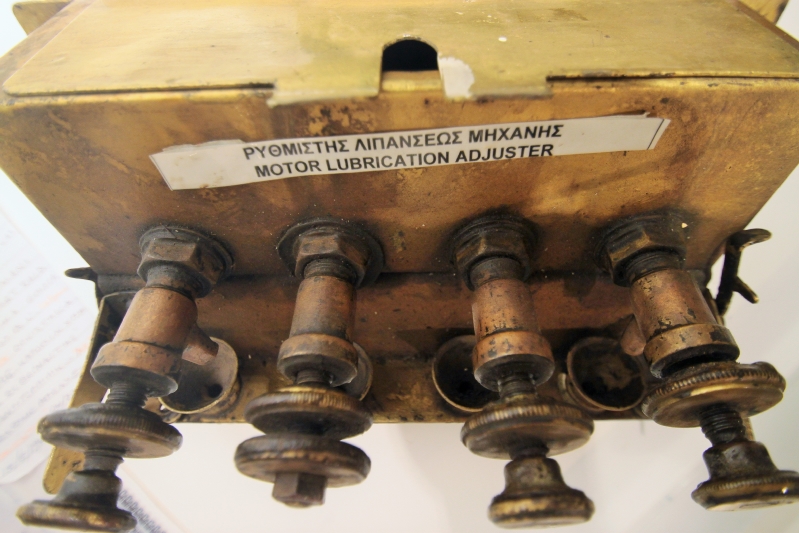 ΡΥΘΜΙΣΤΗΣ ΛΙΠΑΝΣΕΩΣ ΜΗΧΑΝΗΣ
MOTOR LUBRICATION ADJUSTER